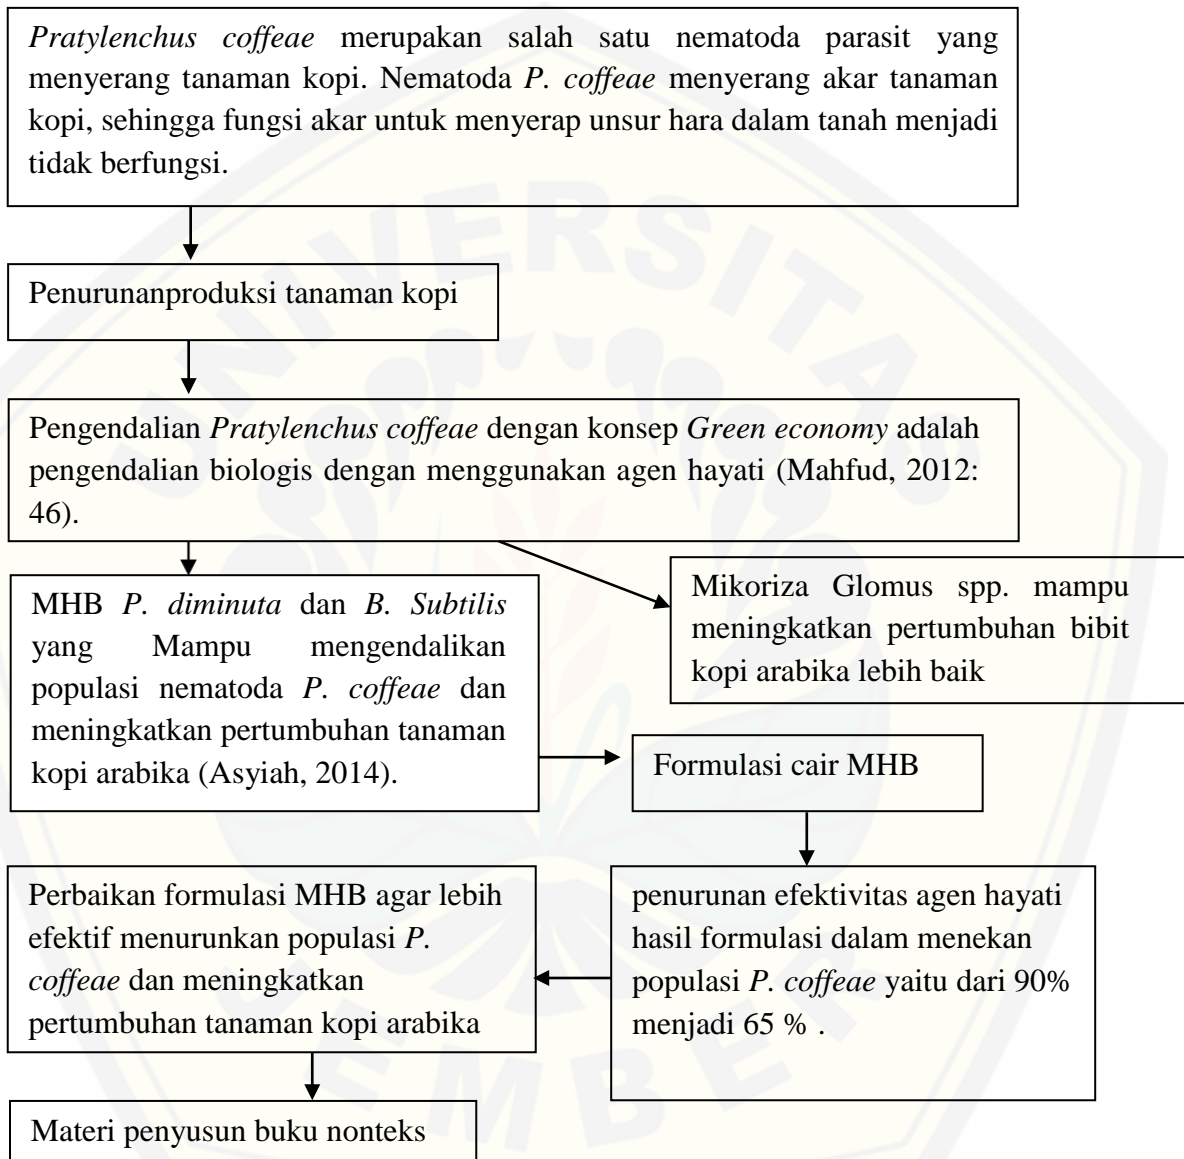 Pratylenchus coffeae merupakan salah satu nematoda parasit yang
menyerang tanaman kopi. Nematoda P. coffeae menyerang akar tanaman
kopi, sehingga fungsi akar untuk menyerap unsur hara dalam tanah menjadi
tidak berfungsi.
Penurunanproduksi tanaman kopi
Pengendalian Pratylenchus coffeae dengan konsep Green economy adalah
pengendalian biologis dengan menggunakan agen hayati (Mahfud, 2012:
46).
MHB P. diminuta dan B. Subtilis
yang Mampu mengendalikan
populasi nematoda P. coffeae dan
meningkatkan pertumbuhan tanaman
kopi arabika (Asyiah, 2014).
Mikoriza Glomus spp. mampu
meningkatkan pertumbuhan bibit
kopi arabika lebih baik
Formulasi cair MHB
penurunan efektivitas agen hayati
hasil formulasi dalam menekan
populasi P. coffeae yaitu dari 90%
menjadi 65 % .
Perbaikan formulasi MHB agar lebih
efektif menurunkan populasi P.
coffeae dan meningkatkan
pertumbuhan tanaman kopi arabika
Materi penyusun buku nonteks
UNIVERSITAS
JEMBER